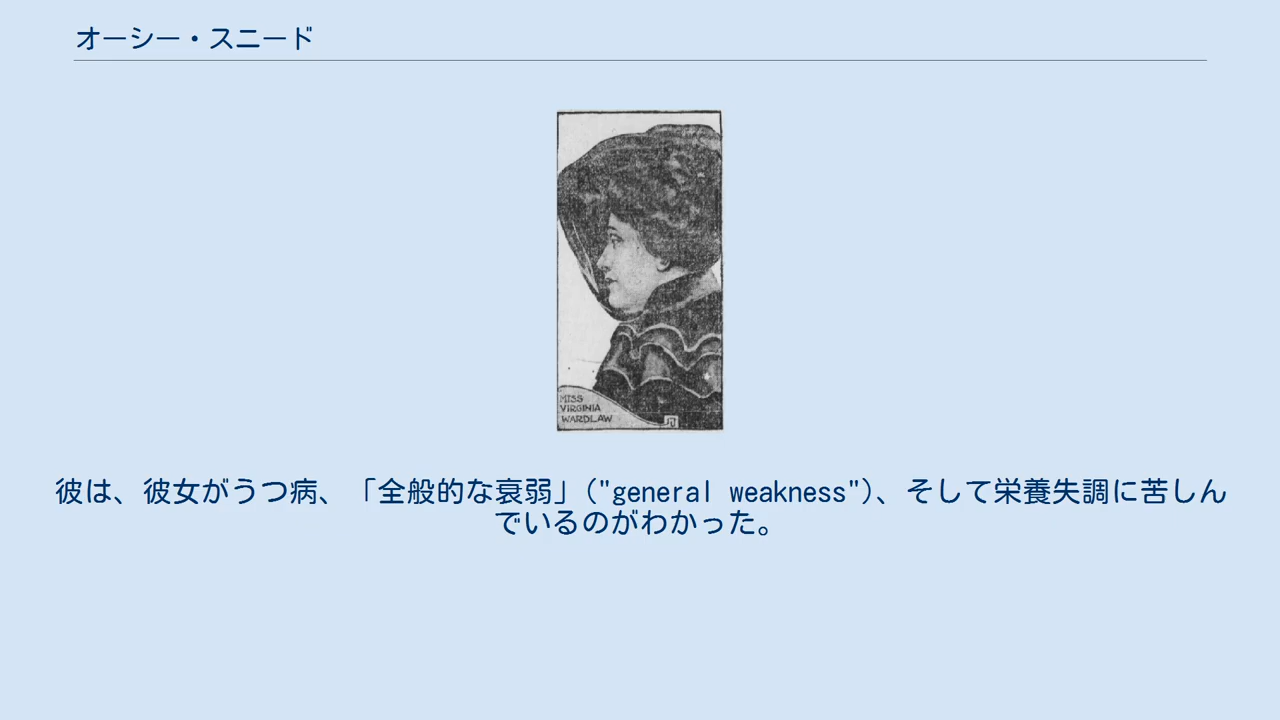 オーシー・スニード
MISS
VIRGINIA
WARDLAW
彼は、彼女がうつ病、「全般的な衰弱」("general weakness")、そして栄養失調に苦しん
でいるのがわかった。